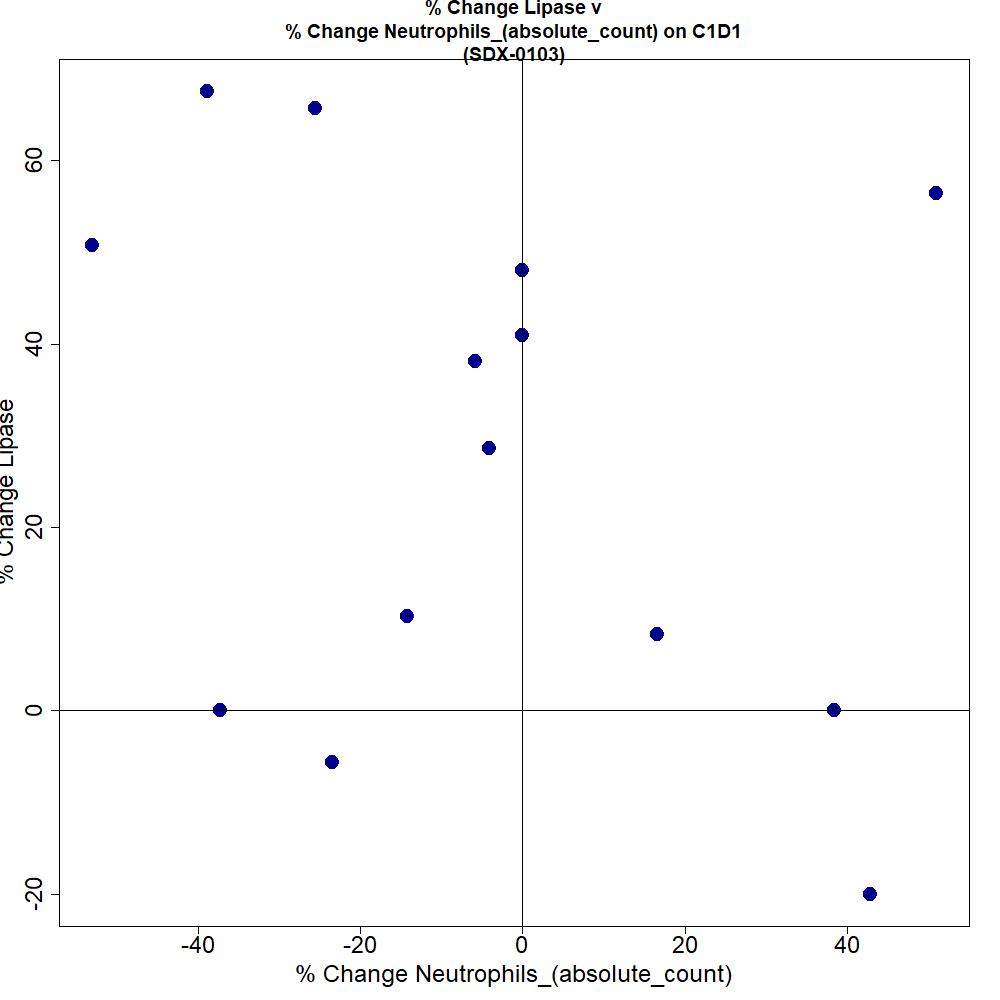 % Change Lipase v
% Change Neutrophils_(absolute_count) on C1D1
(SDX-0103)
60
40
20
0
-20
% Change Lipase
-40
-20
0
20
40
% Change Neutrophils_(absolute_count)